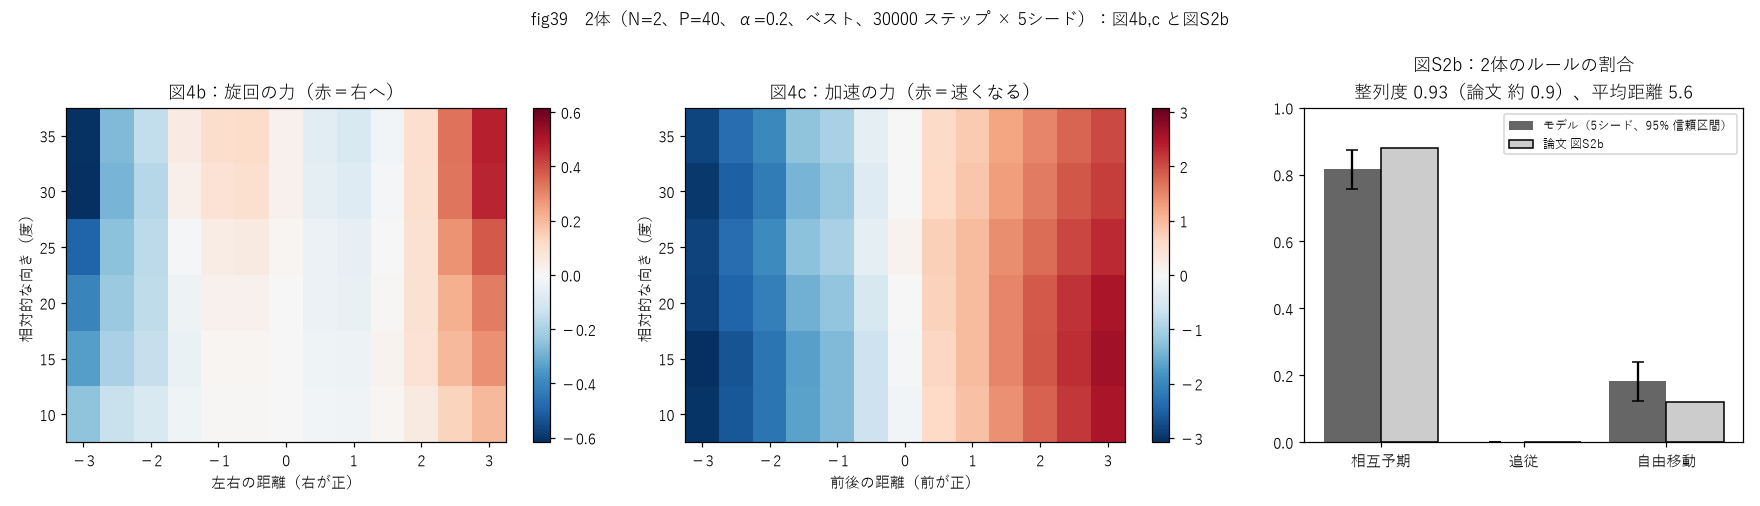 fig39　2体（N=2、P=40、α=0.2、ベスト、30000 ステップ × 5シード）：図4b,c と図S2b
図4b：旋回の力（赤＝右へ）
35
30
25
20
15
10
相対的な向き（度）
−3 −2 −1 0 1 2 3
左右の距離（右が正）
0.6
0.4
0.2
0.0
−0.2
−0.4
−0.6
図4c：加速の力（赤＝速くなる）
35
30
25
20
15
10
相対的な向き（度）
−3 −2 −1 0 1 2 3
前後の距離（前が正）
3
2
1
0
−1
−2
−3
図S2b：2体のルールの割合
整列度 0.93（論文 約 0.9）、平均距離 5.6
1.0
0.8
0.6
0.4
0.2
0.0
モデル（5シード、95% 信頼区間）
論文 図S2b
相互予期 追従 自由移動